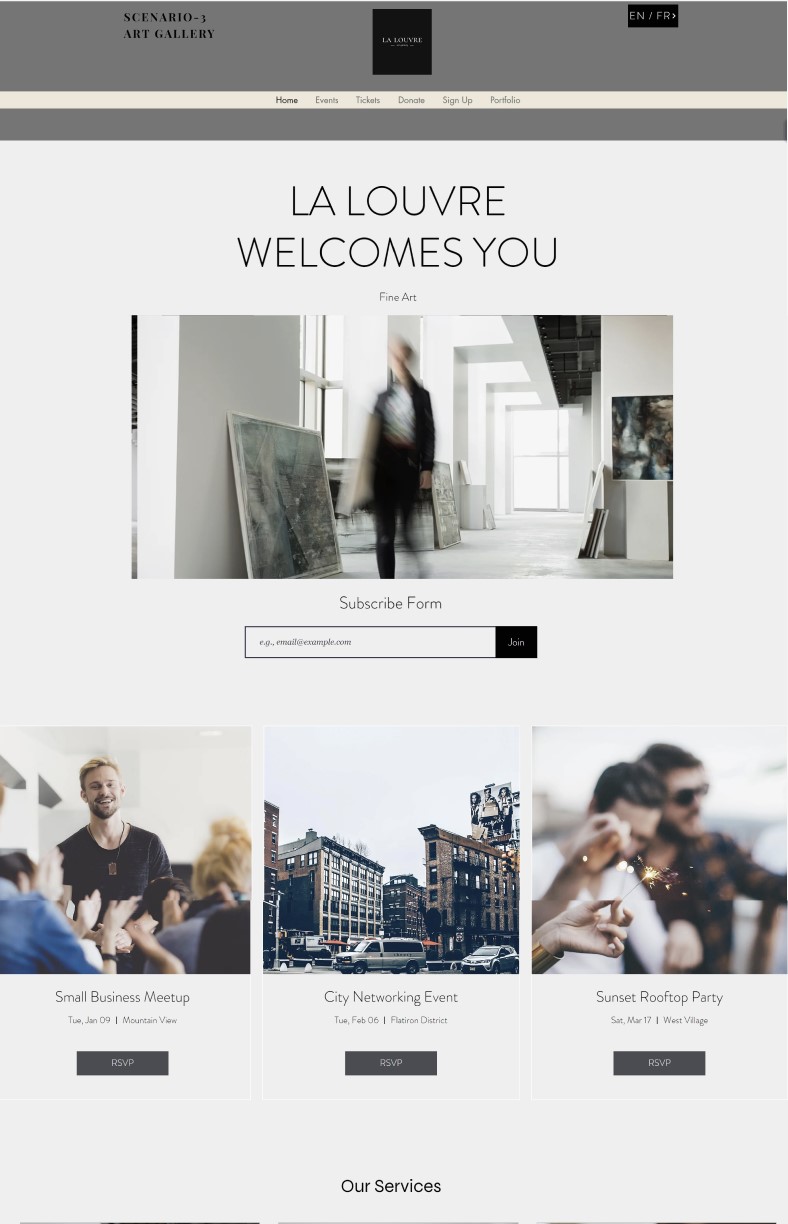 SCENARIO-3
ART GALLERY
LA LOUVRE
EN / FR>
Home Events Tickets Donate Sign Up Portfolio
LA LOUVRE
WELCOMES YOU
Fine Art
Subscribe Form
e.g., email@example.com Join
Small Business Meetup
Tue, Jan 09 | Mountain View
RSVP
City Networking Event
Tue, Feb 06 | Flatiron District
RSVP
Sunset Rooftop Party
Sat, Mar 17 | West Village
RSVP
Our Services